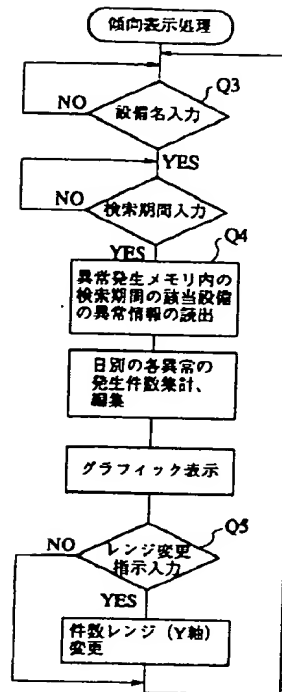 傾向表示処理
Q3
NO
設備名入力
YES
NO
検索期間入力
YES
Q4
異常発生メモリ内の
検索期間の該当設備
の異常情報の読出
日別の各異常の
発生件数集計、
編集
グラフィック表示
Q5
NO
レンジ変更
指示入力
YES
件数レンジ(Y軸)
変更